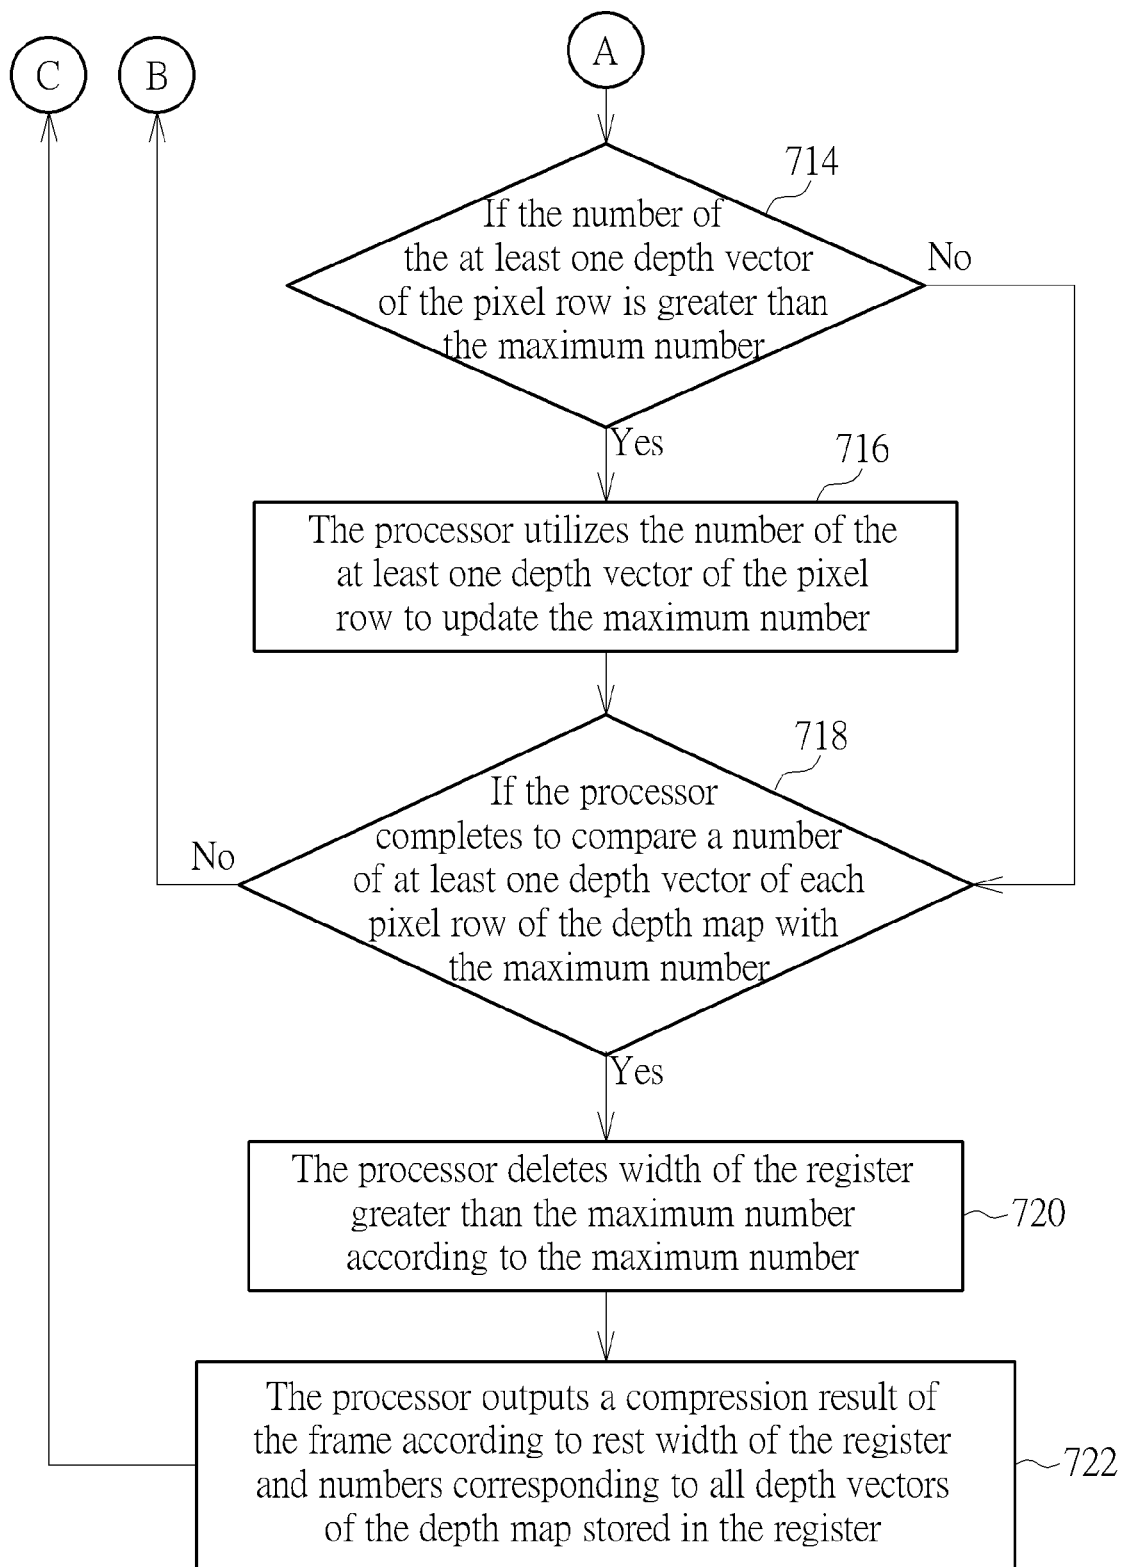 A
C
B
714
If the number of
the at least one depth vector
of the pixel row is greater than
the maximum number
No
Yes
716
The processor utilizes the number of the
at least one depth vector of the pixel
row to update the maximum number
718
If the processor
completes to compare a number
of at least one depth vector of each
pixel row of the depth map with
the maximum number
No
Yes
The processor deletes width of the register
greater than the maximum number
according to the maximum number
720
The processor outputs a compression result of
the frame according to rest width of the register
and numbers corresponding to all depth vectors
of the depth map stored in the register
722